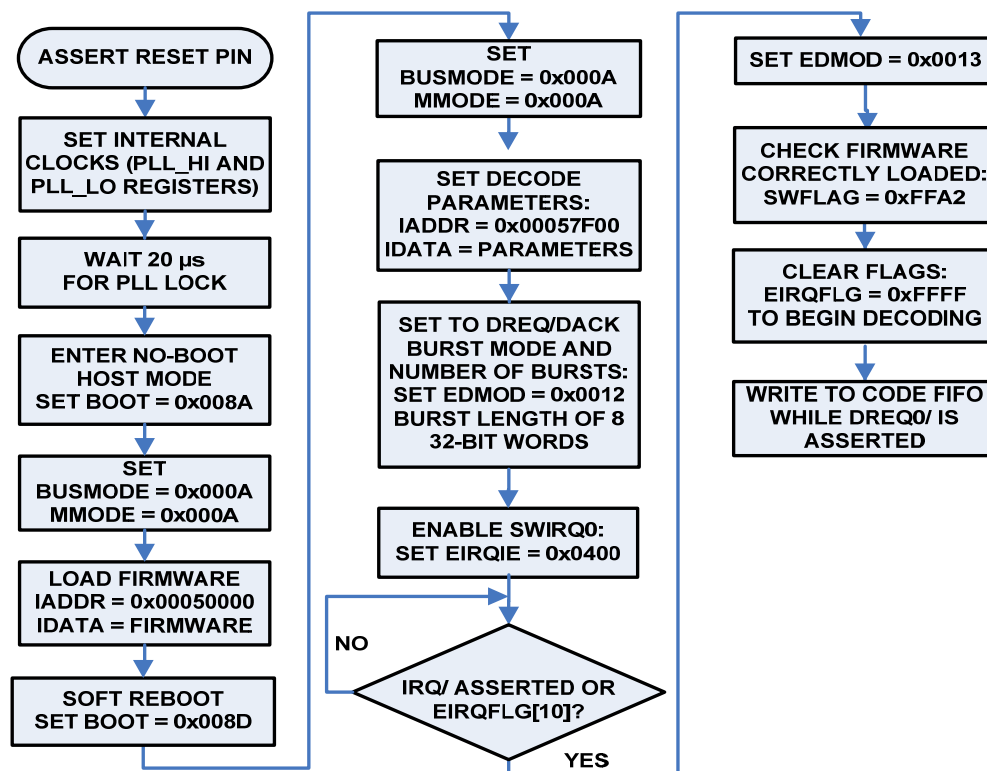 ASSERT RESET PIN
SET INTERNAL
CLOCKS (PLL_HI AND
PLL_LO REGISTERS)
WAIT 20 µs
FOR PLL LOCK
ENTER NO-BOOT
HOST MODE
SET BOOT = 0x008A
SET
BUSMODE = 0x000A
MMODE = 0x000A
LOAD FIRMWARE
IADDR = 0x00050000
IDATA = FIRMWARE
SOFT REBOOT
SET BOOT = 0x008D
SET
BUSMODE = 0x000A
MMODE = 0x000A
SET DECODE
PARAMETERS:
IADDR = 0x00057F00
IDATA = PARAMETERS
SET TO DREQ/DACK
BURST MODE AND
NUMBER OF BURSTS:
SET EDMOD = 0x0012
BURST LENGTH OF 8
32-BIT WORDS
ENABLE SWIRQ0:
SET EIRQIE = 0x0400
NO
IRQ/ ASSERTED OR
EIRQFLG[10]?
YES
SET EDMOD = 0x0013
CHECK FIRMWARE
CORRECTLY LOADED:
SWFLAG = 0xFFA2
CLEAR FLAGS:
EIRQFLG = 0xFFFF
TO BEGIN DECODING
WRITE TO CODE FIFO
WHILE DREQ0/ IS
ASSERTED